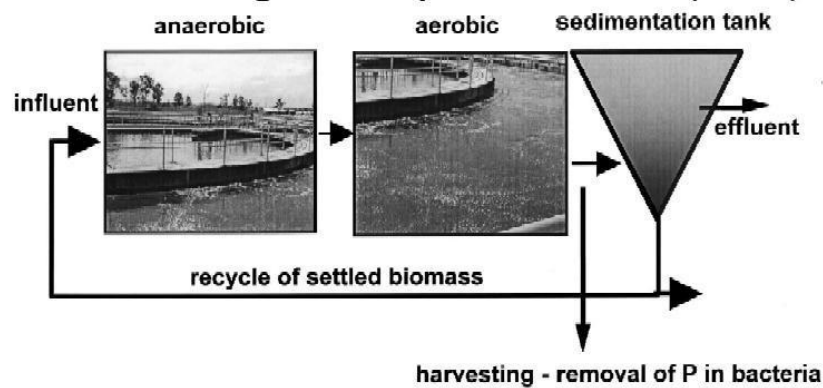 anaerobic
aerobic
sedimentation tank
influent
effluent
recycle of settled biomass
harvesting - removal of P in bacteria